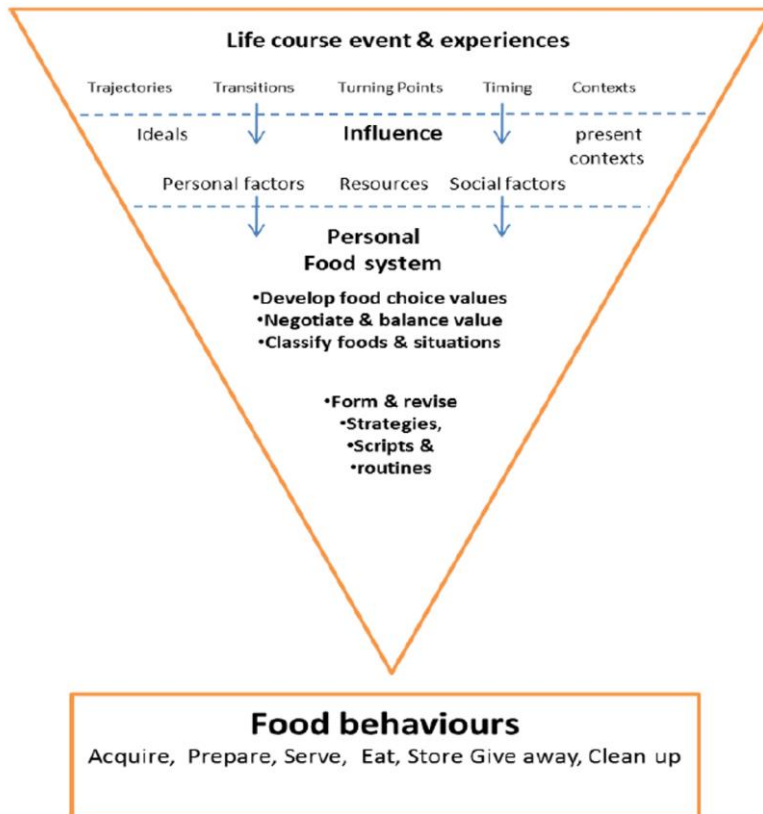 Life course event & experiences
Trajectories Transitions Turning Points Timing Contexts
Ideals Influence present
contexts
Personal factors Resources Social factors
Personal
Food system
•Develop food choice values
•Negotiate & balance value
•Classify foods & situations
•Form & revise
•Strategies,
•Scripts &
•routines
Food behaviours
Acquire, Prepare, Serve, Eat, Store Give away, Clean up